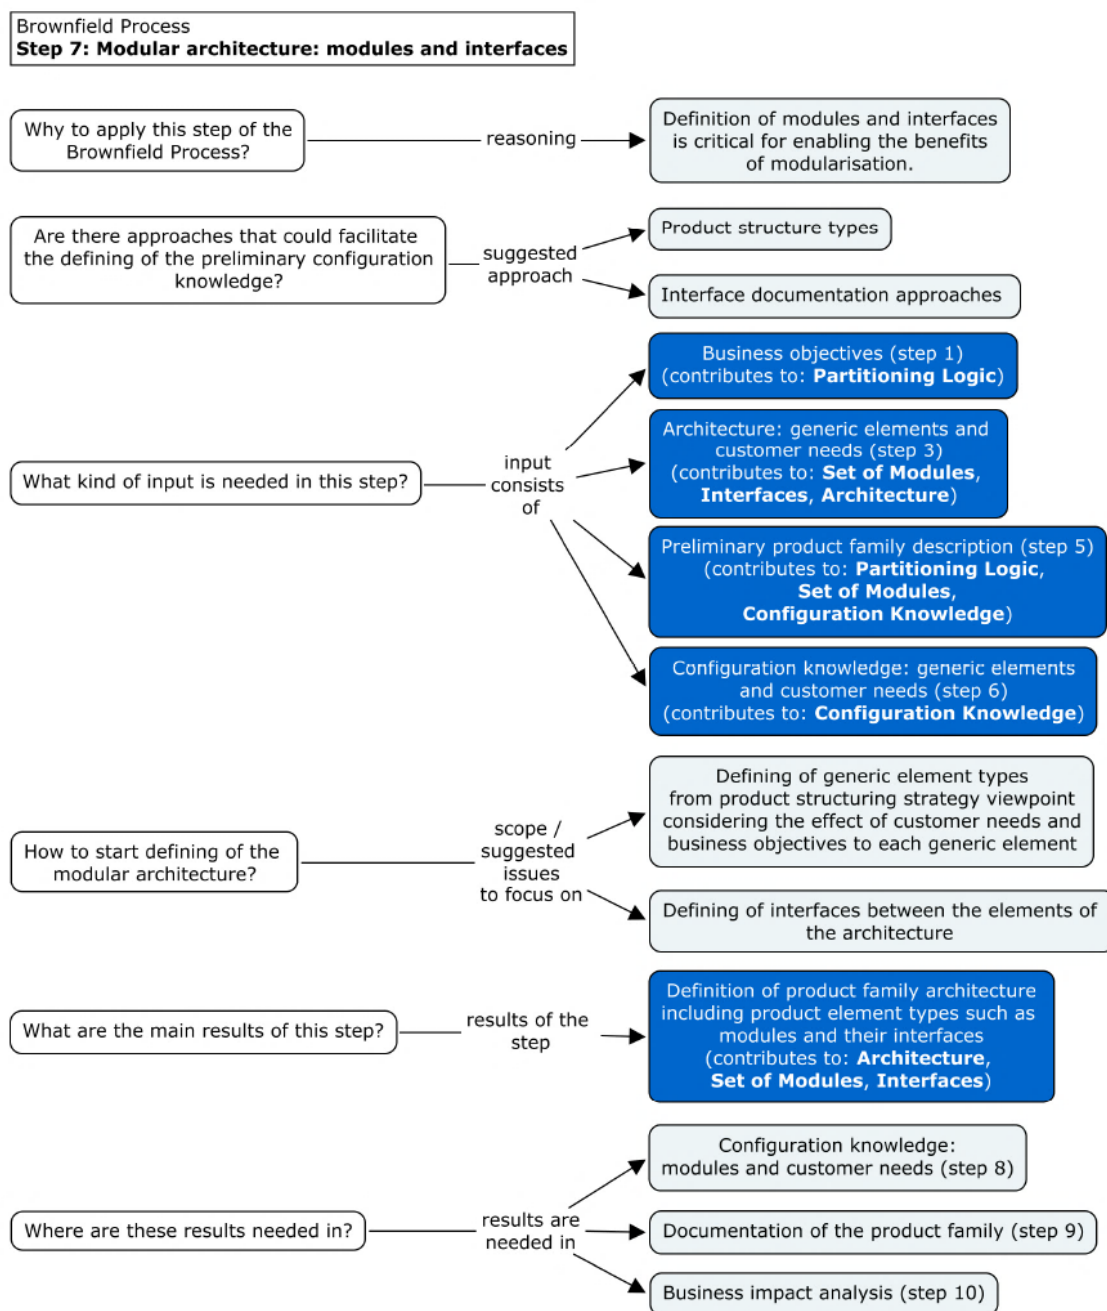 Brownfield Process
Step 7: Modular architecture: modules and interfaces
Why to apply this step of the
Brownfield Process?
reasoning
Definition of modules and interfaces
is critical for enabling the benefits
of modularisation.
Are there approaches that could facilitate
the defining of the preliminary configuration
knowledge?
suggested
approach
Product structure types
Interface documentation approaches
What kind of input is needed in this step?
input
consists
of
Business objectives (step 1)
(contributes to: Partitioning Logic)
Architecture: generic elements and
customer needs (step 3)
(contributes to: Set of Modules,
Interfaces, Architecture)
Preliminary product family description (step 5)
(contributes to: Partitioning Logic,
Set of Modules,
Configuration Knowledge)
Configuration knowledge: generic elements
and customer needs (step 6)
(contributes to: Configuration Knowledge)
How to start defining of the
modular architecture?
scope /
suggested
issues
to focus on
Defining of generic element types
from product structuring strategy viewpoint
considering the effect of customer needs and
business objectives to each generic element
Defining of interfaces between the elements of
the architecture
What are the main results of this step?
results of the
step
Definition of product family architecture
including product element types such as
modules and their interfaces
(contributes to: Architecture,
Set of Modules, Interfaces)
Where are these results needed in?
results are
needed in
Configuration knowledge:
modules and customer needs (step 8)
Documentation of the product family (step 9)
Business impact analysis (step 10)